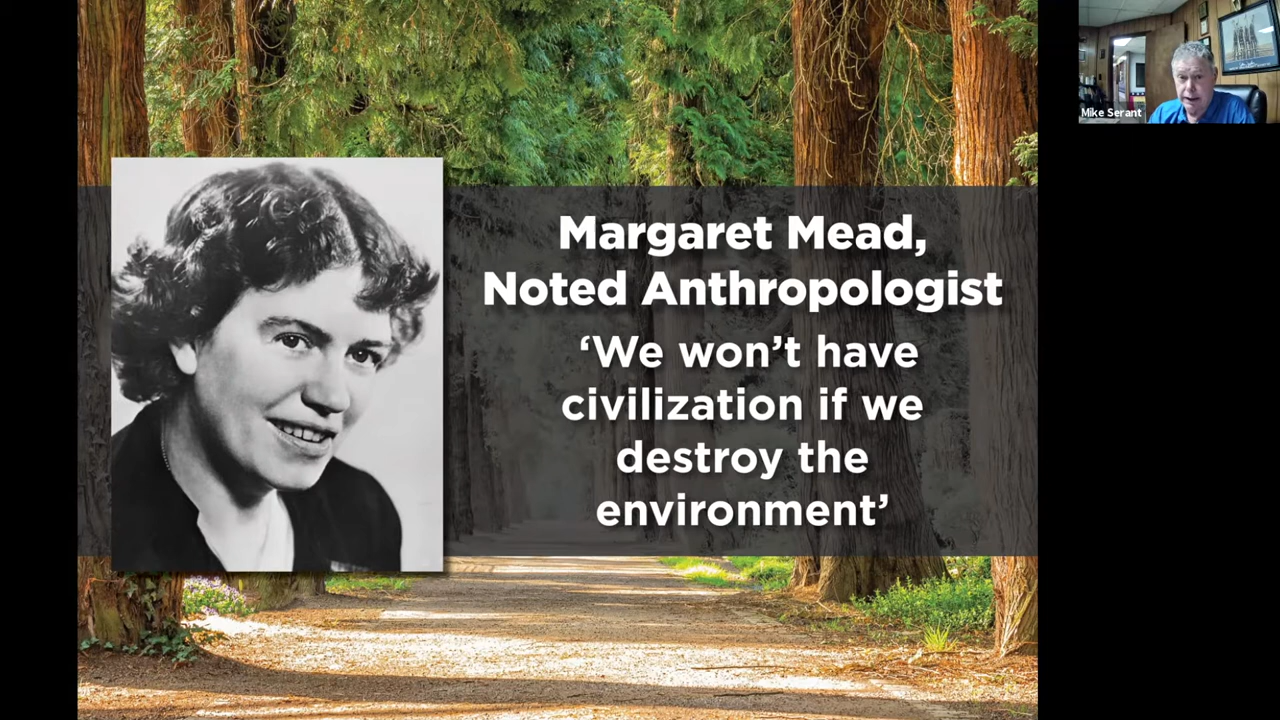 Margaret Mead,
Noted Anthropologist
‘We won’t have
civilization if we
destroy the
environment’
Mike Serant